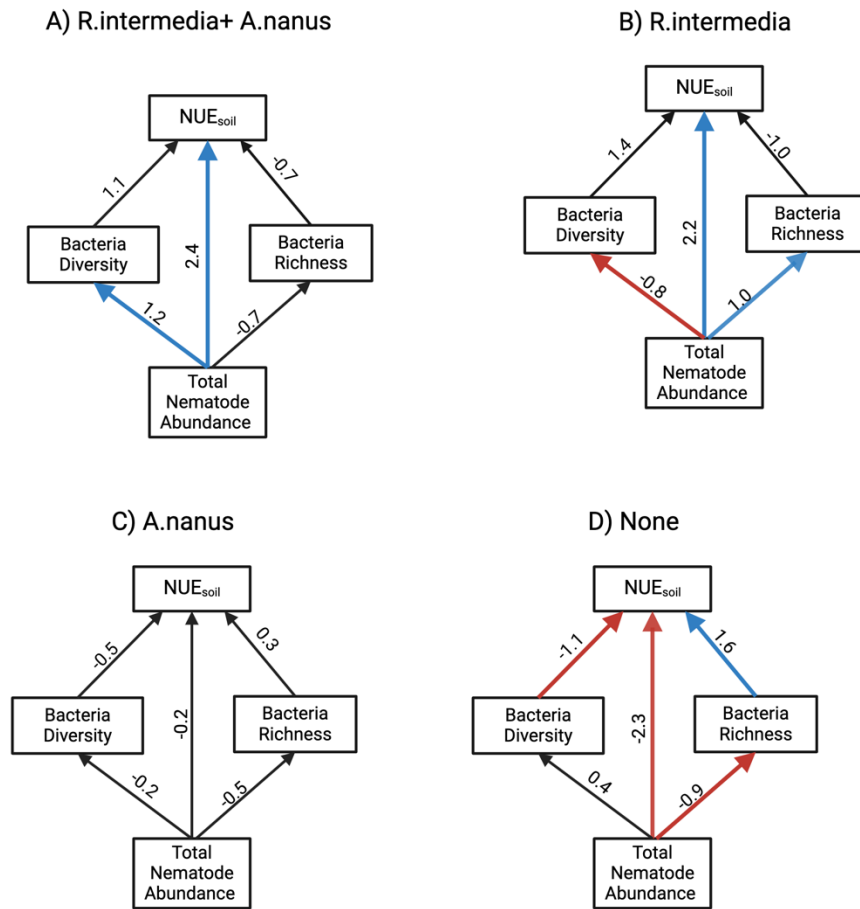 A) R.intermedia+ A.nanus
NUEsoil
1.1
-0.7
Bacteria
Diversity
2.4
Bacteria
Richness
1.2
-0.7
Total
Nematode
Abundance
B) R.intermedia
NUEsoil
1.4
-1.0
Bacteria
Diversity
2.2
Bacteria
Richness
-0.8
1.0
Total
Nematode
Abundance
C) A.nanus
NUEsoil
-0.5
0.3
Bacteria
Diversity
-0.2
Bacteria
Richness
-0.2
-0.5
Total
Nematode
Abundance
D) None
NUEsoil
-1.1
1.6
Bacteria
Diversity
-2.3
Bacteria
Richness
0.4
-0.9
Total
Nematode
Abundance